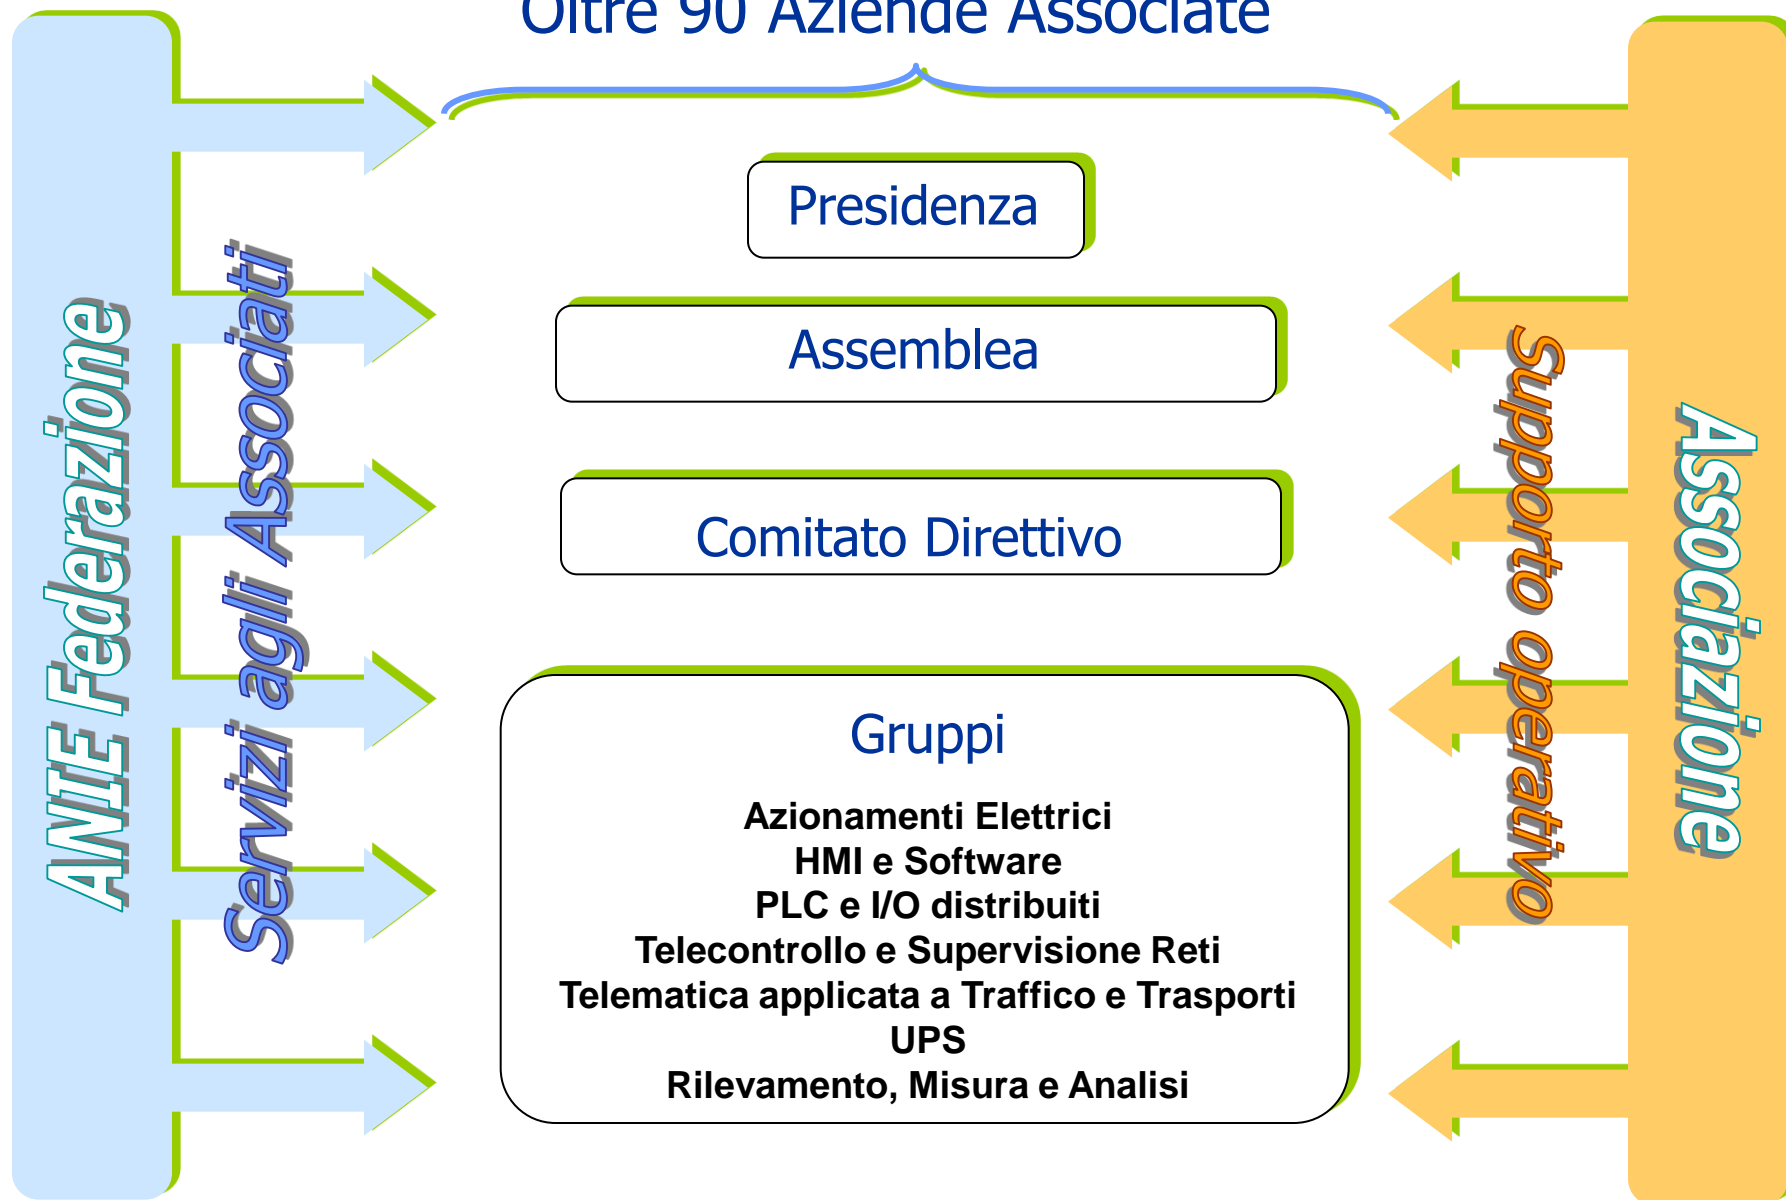 Oltre 90 Aziende Associate
ANIE Federazione
Servizi agli Associati
Presidenza
Assemblea
Comitato Direttivo
Gruppi
Azionamenti Elettrici
HMI e Software
PLC e I/O distribuiti
Telecontrollo e Supervisione Reti
Telematica applicata a Traffico e Trasporti
UPS
Rilevamento, Misura e Analisi
Supporto operativo
Associazione